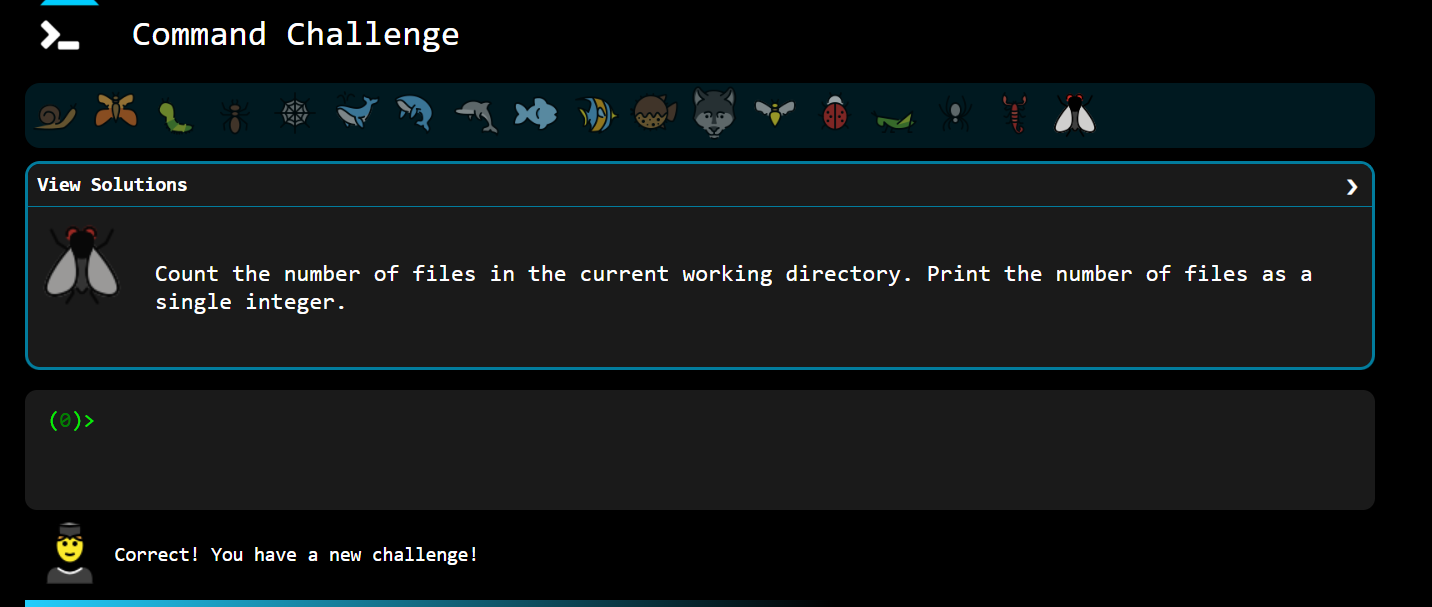 Command Challenge
View Solutions
Count the number of files in the current working directory. Print the number of files as a
single integer.
(0)>
Correct! You have a new challenge!